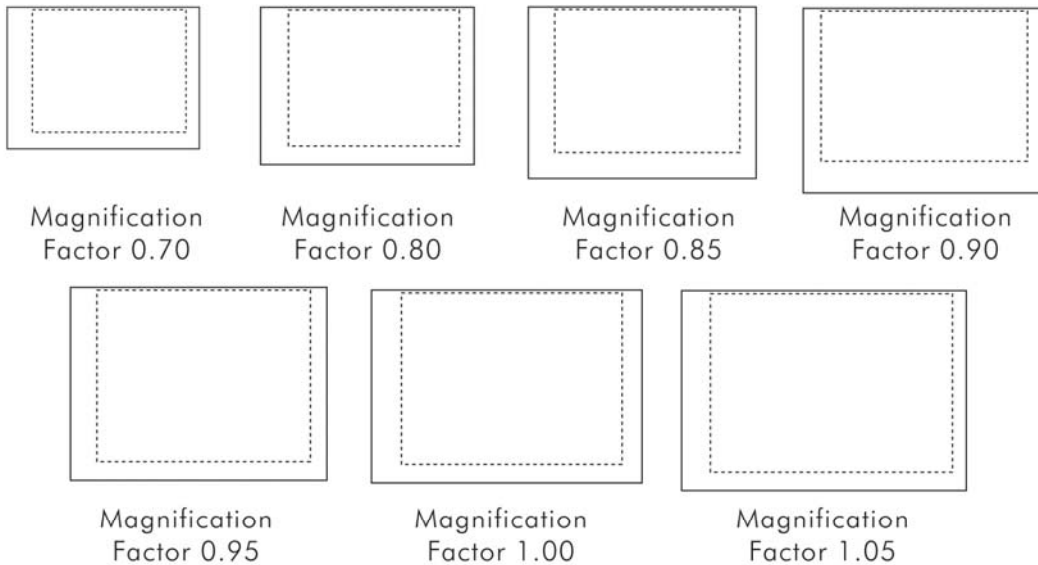 Magnification
Factor 0.70
Magnification
Factor 0.80
Magnification
Factor 0.85
Magnification
Factor 0.90
Magnification
Factor 0.95
Magnification
Factor 1.00
Magnification
Factor 1.05